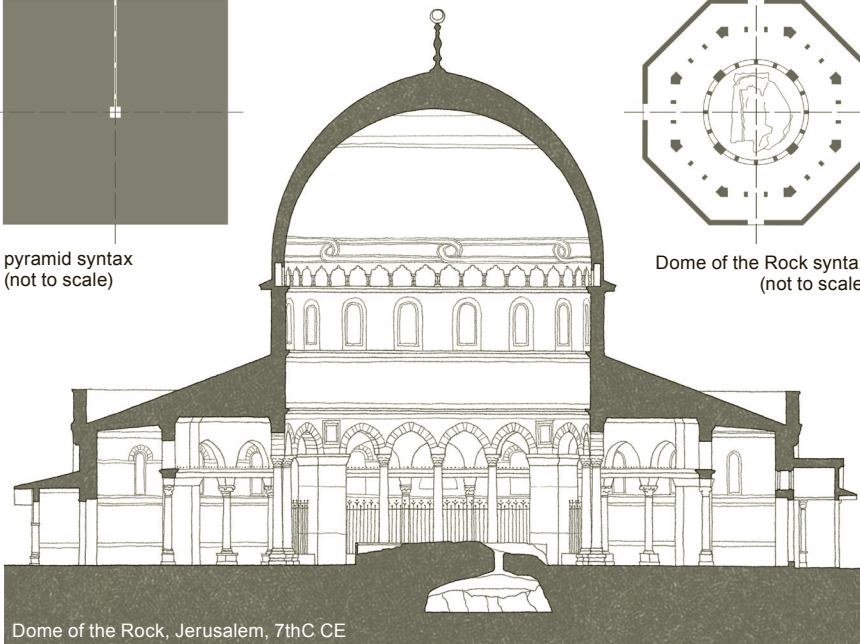 pyramid syntax
(not to scale)
Dome of the Rock syntax
(not to scale
Dome of the Rock, Jerusalem, 7thC CE